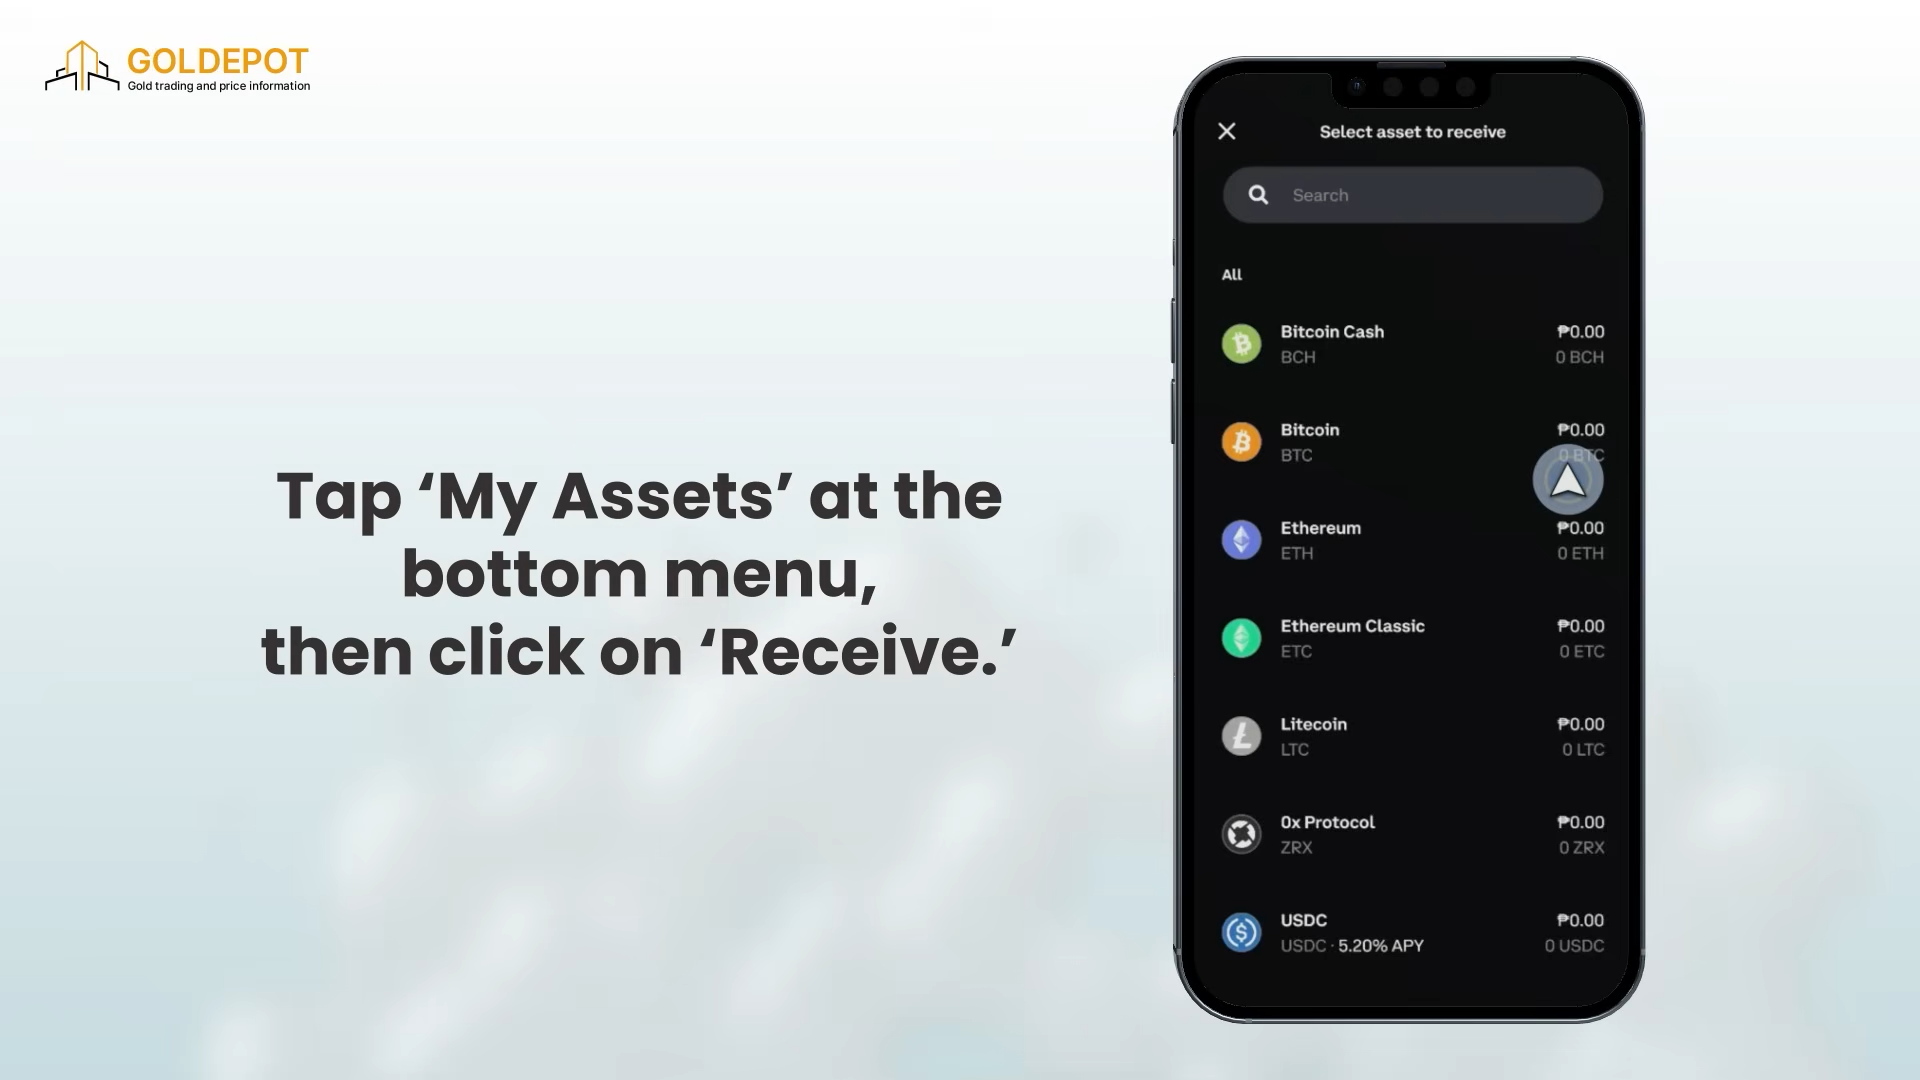 GOLDEPOT
Gold trading and price information
Tap ‘My Assets’ at the
bottom menu,
then click on ‘Receive.’
Select asset to receive
Search
All
Bitcoin Cash ₱0.00
BCH 0 BCH
Bitcoin ₱0.00
BTC 0 BTC
Ethereum ₱0.00
ETH 0 ETH
Ethereum Classic ₱0.00
ETC 0 ETC
Litecoin ₱0.00
LTC 0 LTC
0x Protocol ₱0.00
ZRX 0 ZRX
USDC ₱0.00
USDC · 5.20% APY 0 USDC